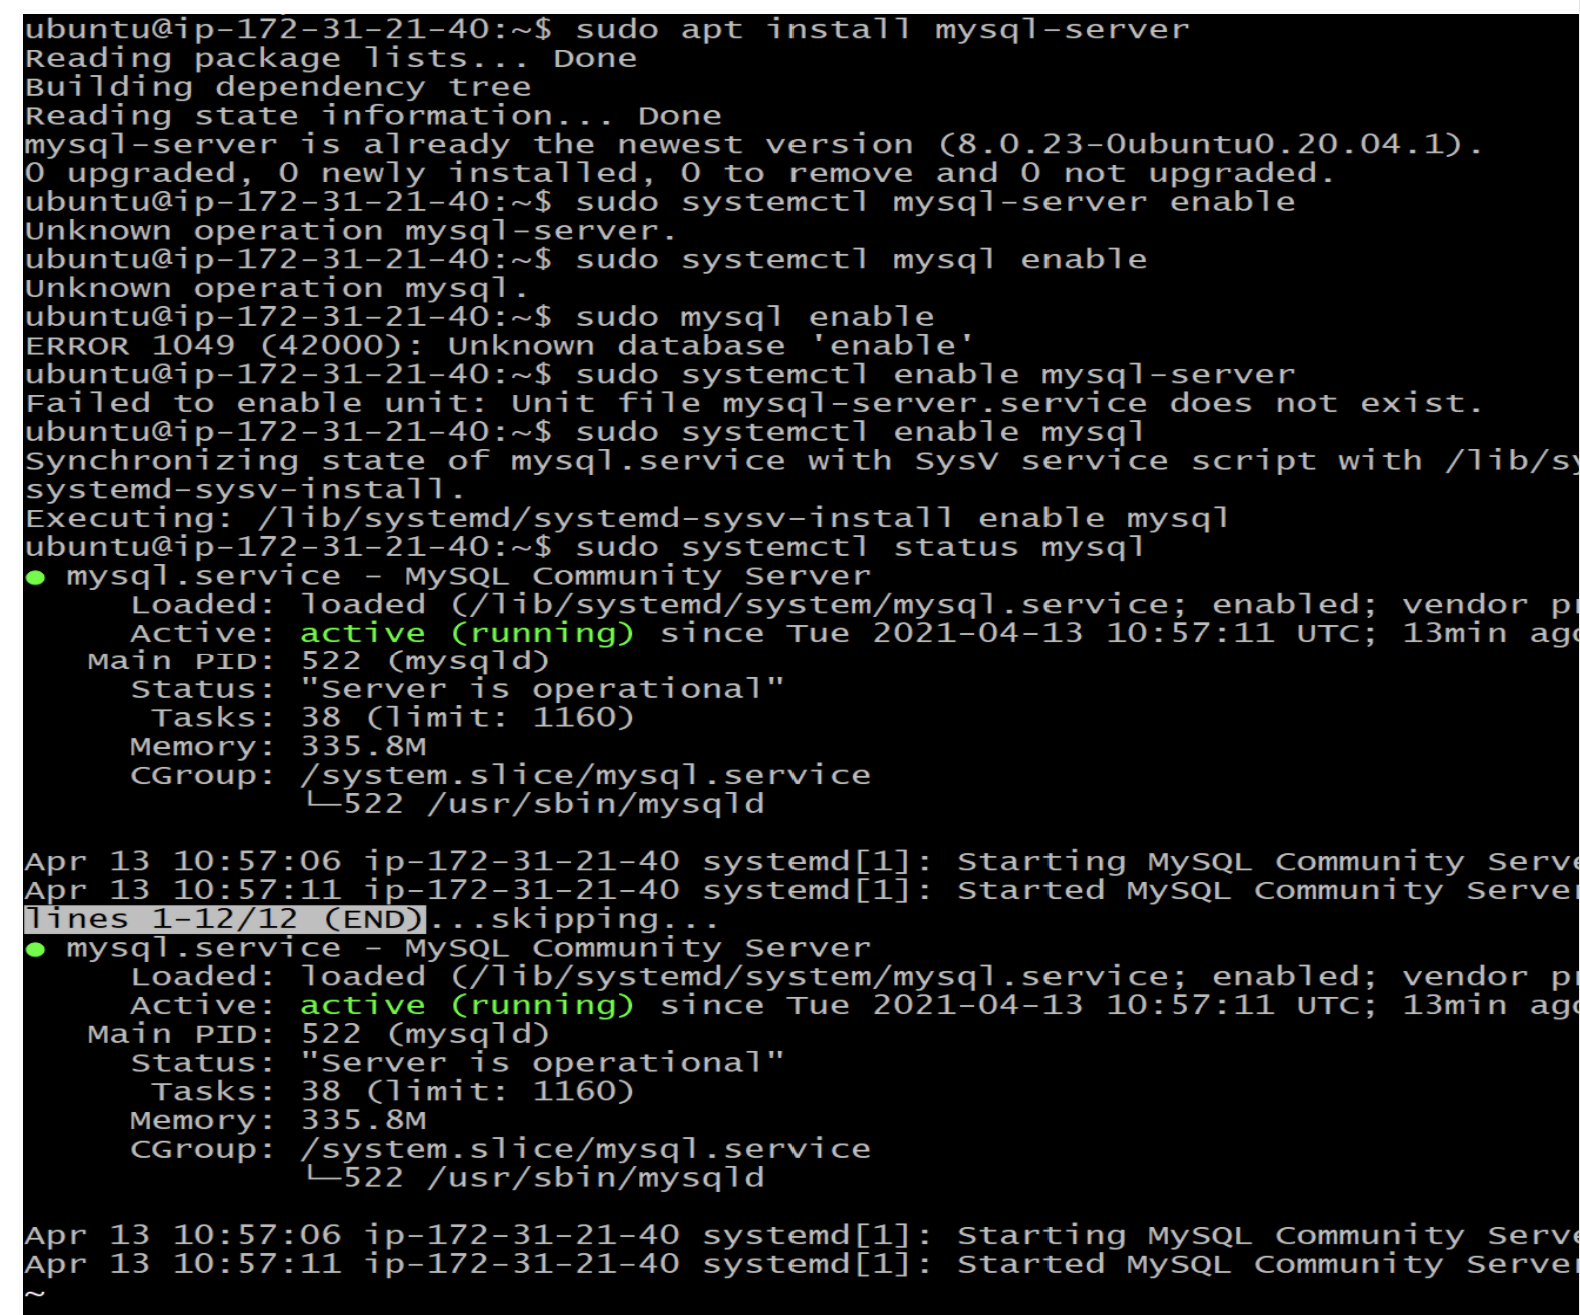 ubuntu@ip-172-31-21-40:~$ sudo apt install mysql-server
Reading package lists... Done
Building dependency tree
Reading state information... Done
mysql-server is already the newest version (8.0.23-0ubuntu0.20.04.1).
0 upgraded, 0 newly installed, 0 to remove and 0 not upgraded.
ubuntu@ip-172-31-21-40:~$ sudo systemctl mysql-server enable
Unknown operation mysql-server.
ubuntu@ip-172-31-21-40:~$ sudo systemctl mysql enable
Unknown operation mysql.
ubuntu@ip-172-31-21-40:~$ sudo mysql enable
ERROR 1049 (42000): Unknown database 'enable'
ubuntu@ip-172-31-21-40:~$ sudo systemctl enable mysql-server
Failed to enable unit: Unit file mysql-server.service does not exist.
ubuntu@ip-172-31-21-40:~$ sudo systemctl enable mysql
Synchronizing state of mysql.service with SysV service script with /lib/sy
systemd-sysv-install.
Executing: /lib/systemd/systemd-sysv-install enable mysql
ubuntu@ip-172-31-21-40:~$ sudo systemctl status mysql
● mysql.service - MySQL Community Server
     Loaded: loaded (/lib/systemd/system/mysql.service; enabled; vendor pr
     Active: active (running) since Tue 2021-04-13 10:57:11 UTC; 13min ago
   Main PID: 522 (mysqld)
     Status: "Server is operational"
      Tasks: 38 (limit: 1160)
     Memory: 335.8M
     CGroup: /system.slice/mysql.service
             └─522 /usr/sbin/mysqld
Apr 13 10:57:06 ip-172-31-21-40 systemd[1]: Starting MySQL Community Serve
Apr 13 10:57:11 ip-172-31-21-40 systemd[1]: Started MySQL Community Server
lines 1-12/12 (END)...skipping...
● mysql.service - MySQL Community Server
     Loaded: loaded (/lib/systemd/system/mysql.service; enabled; vendor pr
     Active: active (running) since Tue 2021-04-13 10:57:11 UTC; 13min ago
   Main PID: 522 (mysqld)
     Status: "Server is operational"
      Tasks: 38 (limit: 1160)
     Memory: 335.8M
     CGroup: /system.slice/mysql.service
             └─522 /usr/sbin/mysqld
Apr 13 10:57:06 ip-172-31-21-40 systemd[1]: Starting MySQL Community Serve
Apr 13 10:57:11 ip-172-31-21-40 systemd[1]: Started MySQL Community Server
~